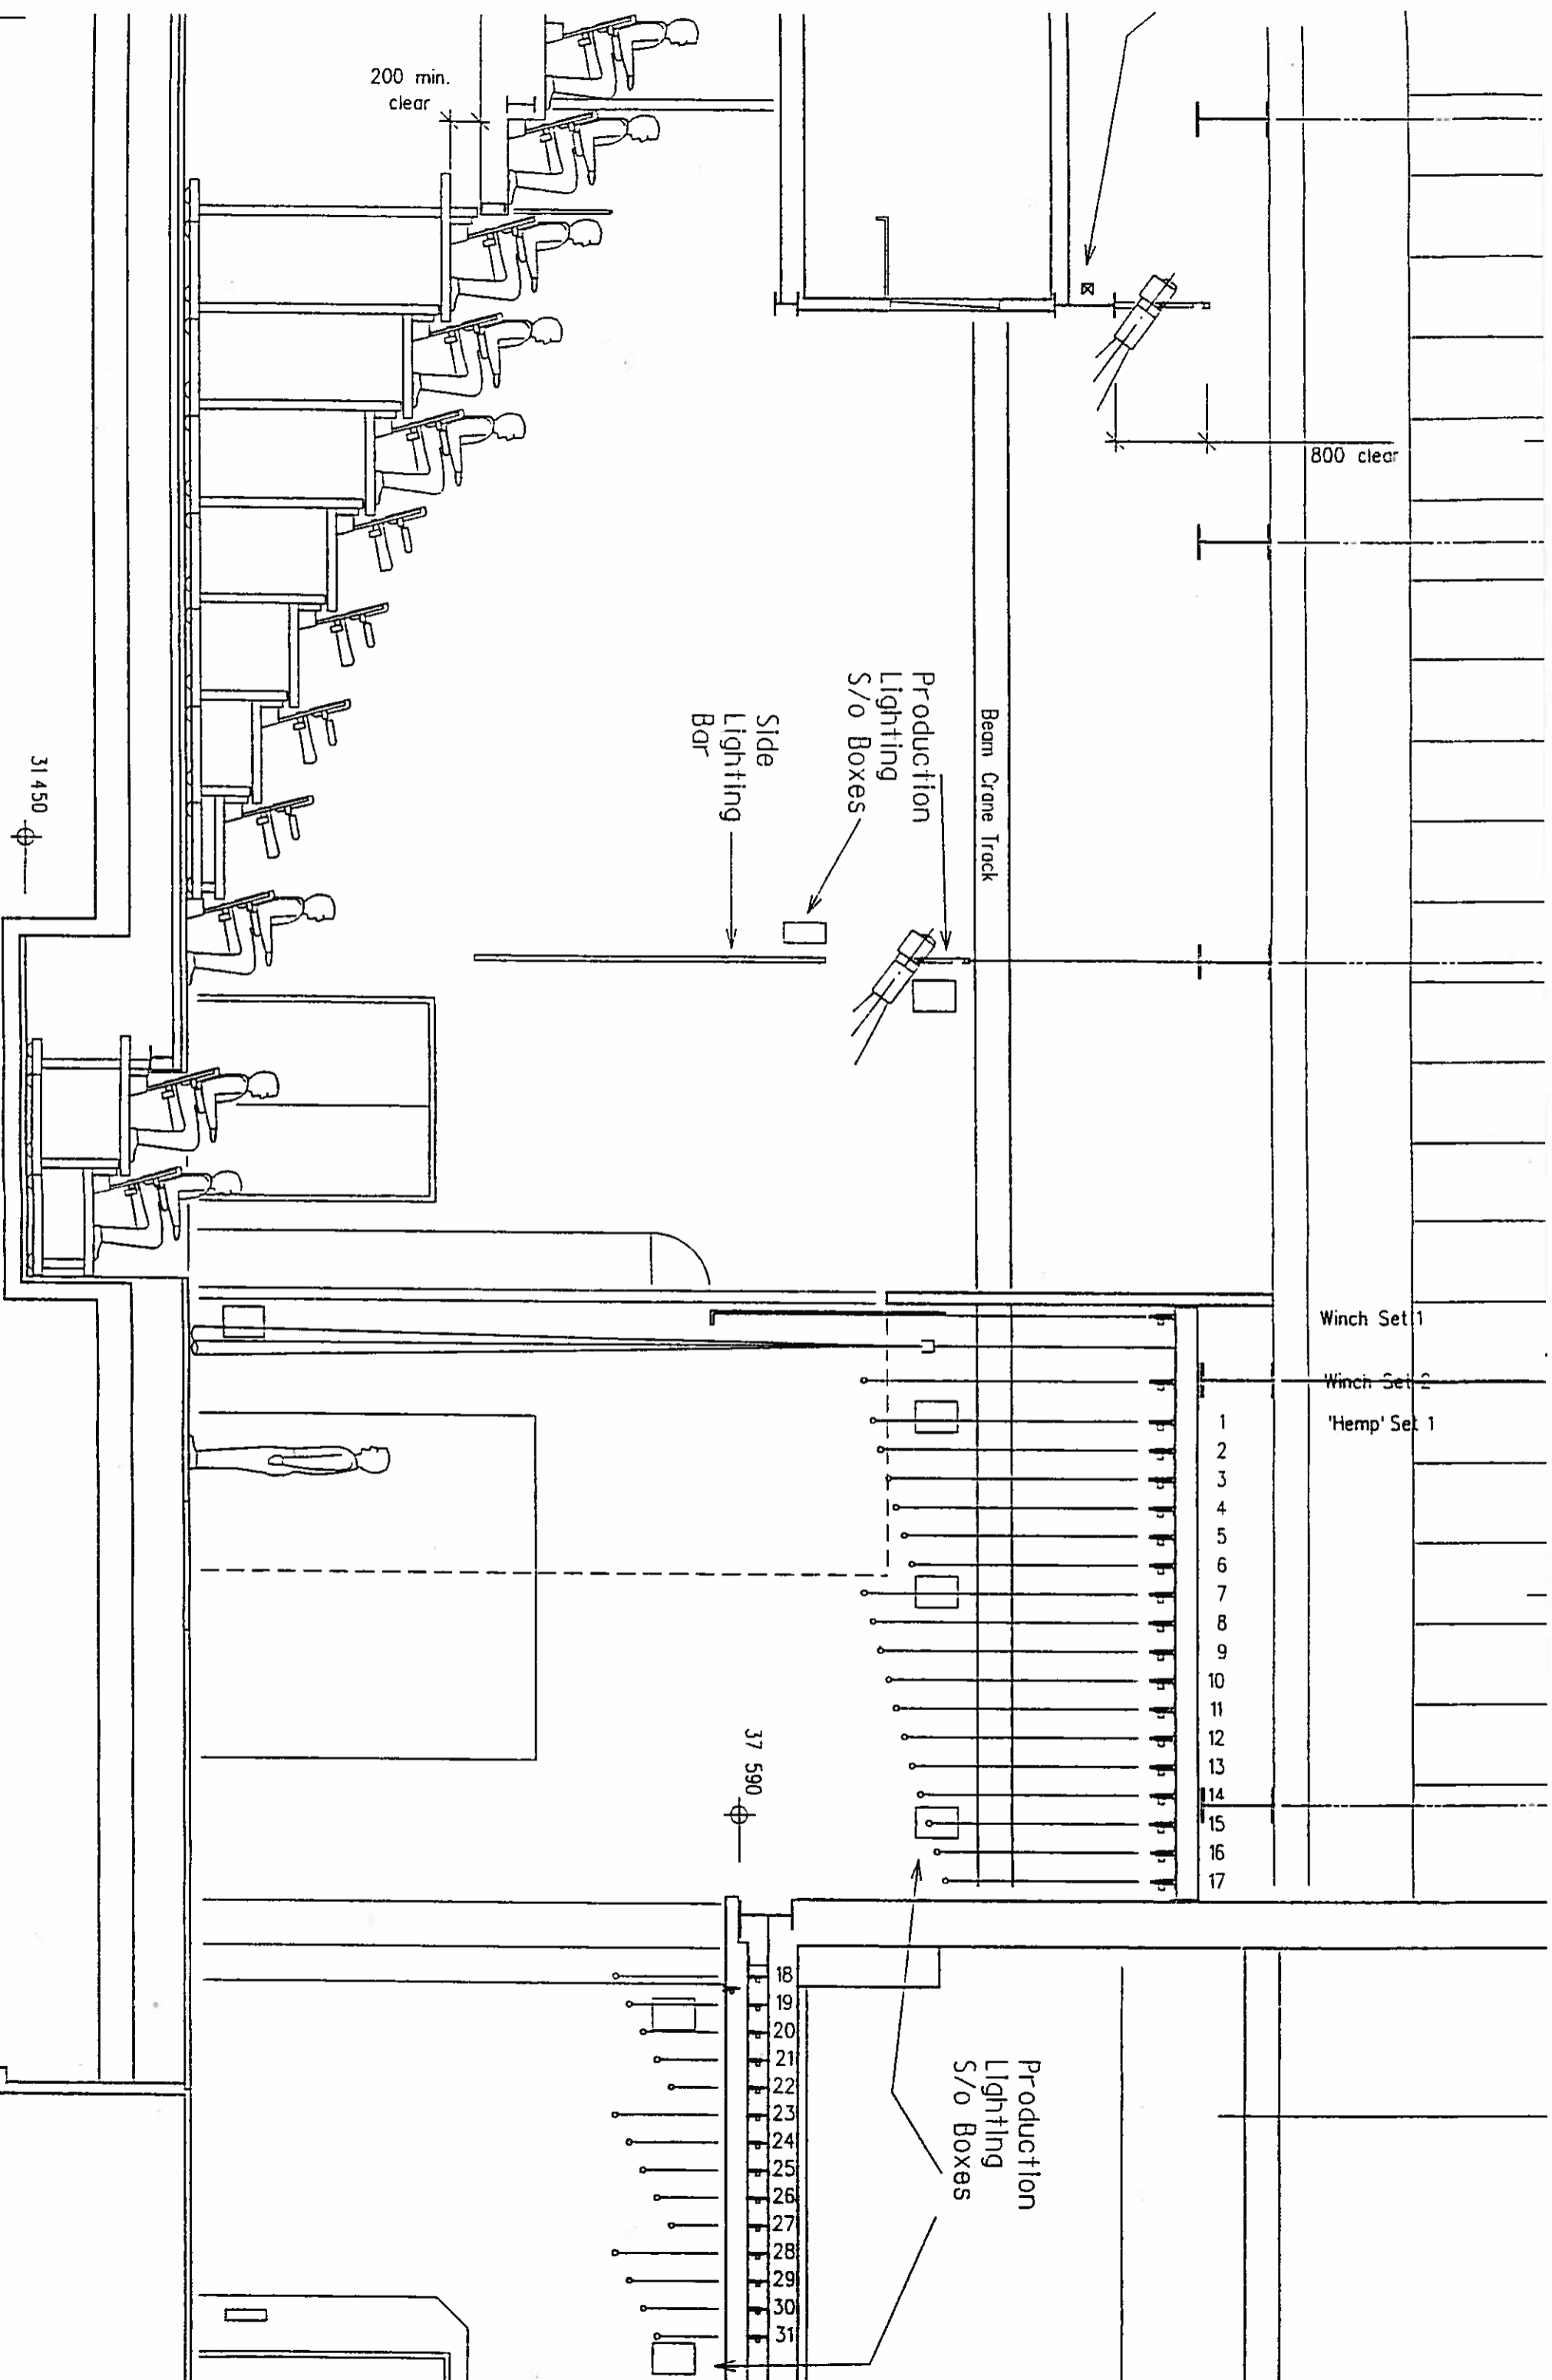 200 min.
clear
800 clear
Production
Lighting
S/o Boxes
Side
Lighting
Bar
Beam Crane Track
31 450
Winch Set 1
Winch Set 2
'Hemp' Set 1
1
2
3
4
5
6
7
8
9
10
11
12
13
14
15
16
17
37 590
18
19
20
21
22
23
24
25
26
27
28
29
30
31
Production
Lighting
S/o Boxes